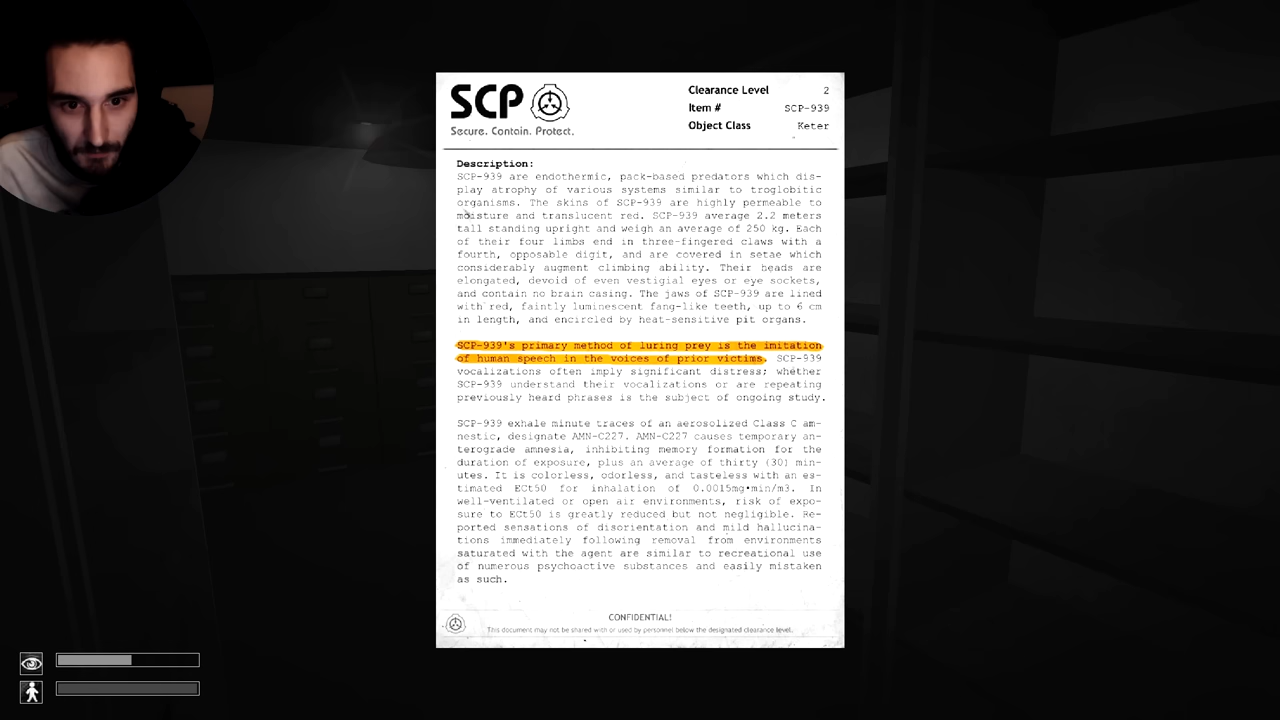 SCP
Secure. Contain. Protect.
Clearance Level 2
Item # SCP-939
Object Class Keter
Description:
SCP-939 are endothermic, pack-based predators which dis-
play atrophy of various systems similar to troglobitic
organisms. The skins of SCP-939 are highly permeable to
moisture and translucent red. SCP-939 average 2.2 meters
tall standing upright and weigh an average of 250 kg. Each
of their four limbs end in three-fingered claws with a
fourth, opposable digit, and are covered in setae which
considerably augment climbing ability. Their heads are
elongated, devoid of even vestigial eyes or eye sockets,
and contain no brain casing. The jaws of SCP-939 are lined
with red, faintly luminescent fang-like teeth, up to 6 cm
in length, and encircled by heat-sensitive pit organs.
SCP-939's primary method of luring prey is the imitation
of human speech in the voices of prior victims. SCP-939
vocalizations often imply significant distress; whether
SCP-939 understand their vocalizations or are repeating
previously heard phrases is the subject of ongoing study.
SCP-939 exhale minute traces of an aerosolized Class C am-
nestic, designate AMN-C227. AMN-C227 causes temporary an-
terograde amnesia, inhibiting memory formation for the
duration of exposure, plus an average of thirty (30) min-
utes. It is colorless, odorless, and tasteless with an es-
timated ECt50 for inhalation of 0.0015mg•min/m3. In
well-ventilated or open air environments, risk of expo-
sure to ECt50 is greatly reduced but not negligible. Re-
ported sensations of disorientation and mild hallucina-
tions immediately following removal from environments
saturated with the agent are similar to recreational use
of numerous psychoactive substances and easily mistaken
as such.
CONFIDENTIAL!
This document may not be shared with or used by personnel below the designated clearance level.